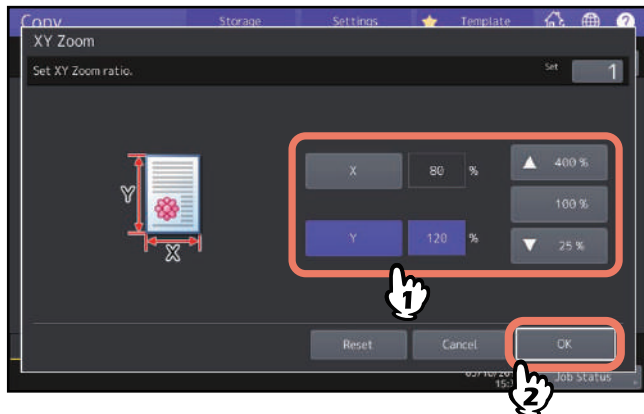 Copy Storage Settings Template
XY Zoom
Set XY Zoom ratio. Set 1
X 80 % 400 %
100 %
Y 120 % 25 %
Y
X
1
Reset Cancel OK
15: Job Status
2